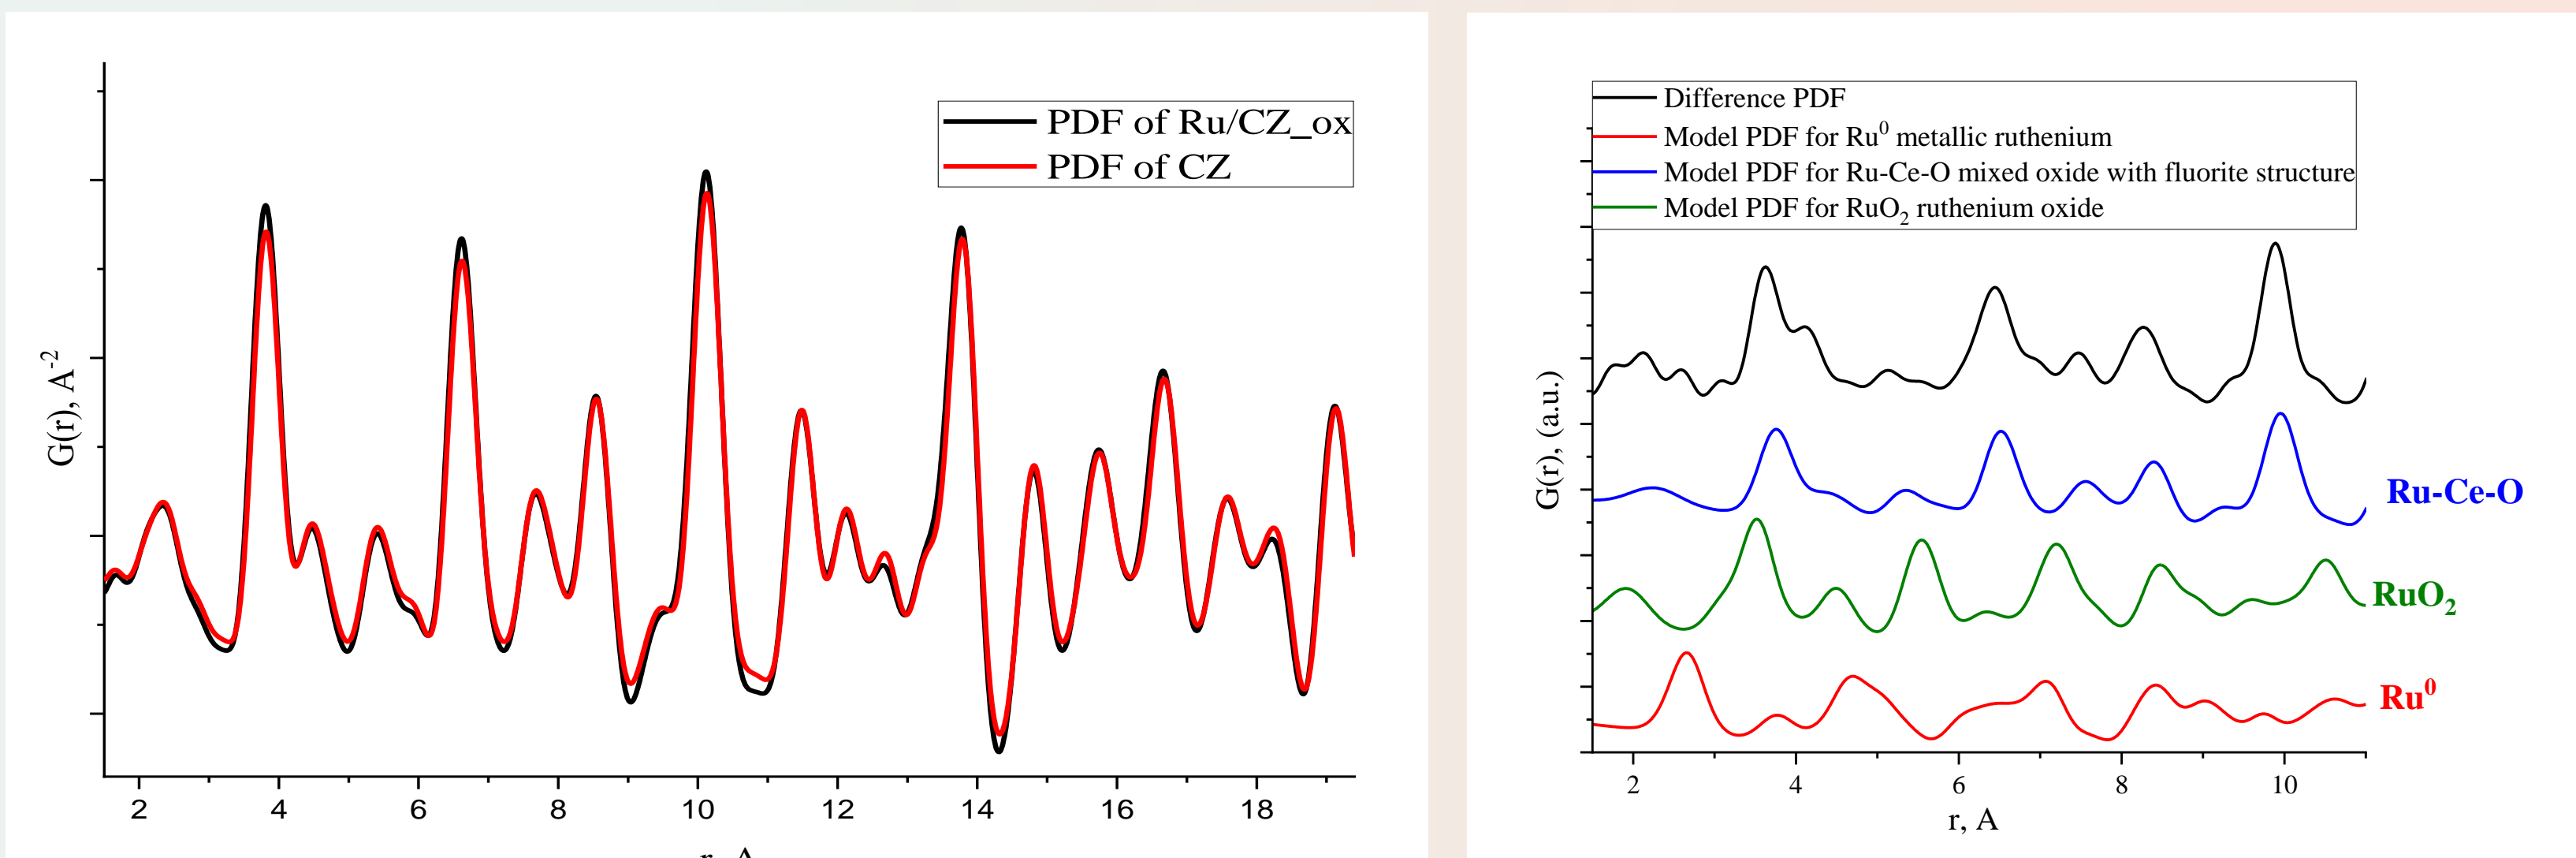 PDF of Ru/CZ_ox
PDF of CZ
G(r), A-2
2 4 6 8 10 12 14 16 18
Difference PDF
Model PDF for Ru0 metallic ruthenium
Model PDF for Ru-Ce-O mixed oxide with fluorite structure
Model PDF for RuO2 ruthenium oxide
G(r), (a.u.)
Ru-Ce-O
RuO2
Ru0
2 4 6 8 10
r, A